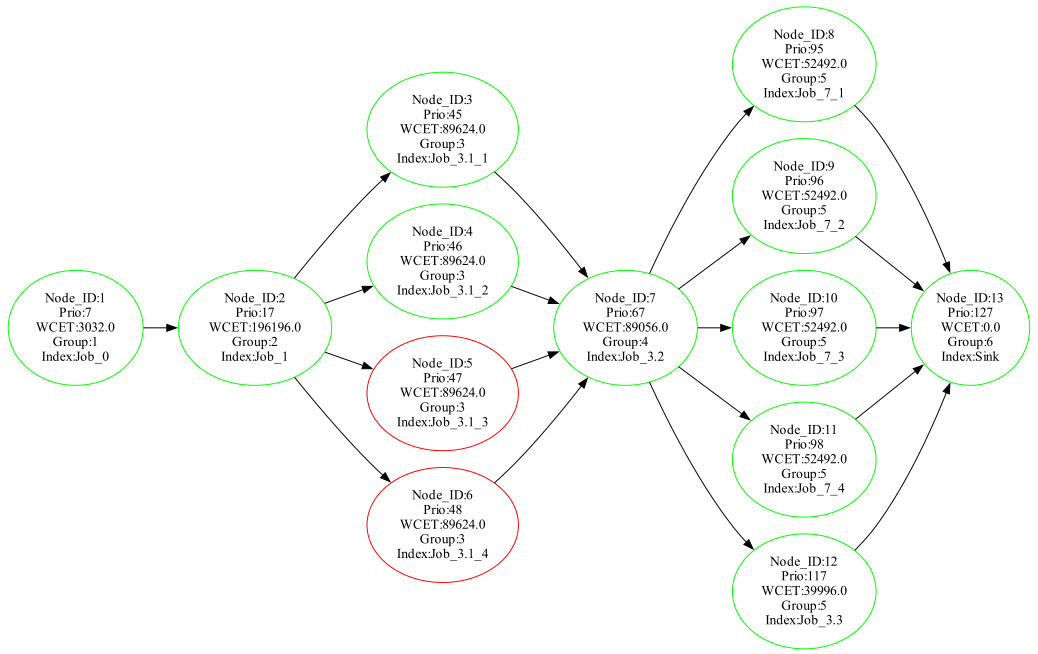 Node_ID:1
Prio:7
WCET:3032.0
Group:1
Index:Job_0
Node_ID:2
Prio:17
WCET:196196.0
Group:2
Index:Job_1
Node_ID:3
Prio:45
WCET:89624.0
Group:3
Index:Job_3.1_1
Node_ID:4
Prio:46
WCET:89624.0
Group:3
Index:Job_3.1_2
Node_ID:5
Prio:47
WCET:89624.0
Group:3
Index:Job_3.1_3
Node_ID:6
Prio:48
WCET:89624.0
Group:3
Index:Job_3.1_4
Node_ID:7
Prio:67
WCET:89056.0
Group:4
Index:Job_3.2
Node_ID:8
Prio:95
WCET:52492.0
Group:5
Index:Job_7_1
Node_ID:9
Prio:96
WCET:52492.0
Group:5
Index:Job_7_2
Node_ID:10
Prio:97
WCET:52492.0
Group:5
Index:Job_7_3
Node_ID:11
Prio:98
WCET:52492.0
Group:5
Index:Job_7_4
Node_ID:12
Prio:117
WCET:39996.0
Group:5
Index:Job_3.3
Node_ID:13
Prio:127
WCET:0.0
Group:6
Index:Sink